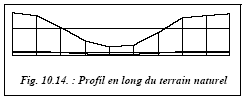 Fig. 10.14. : Profil en long du terrain naturel